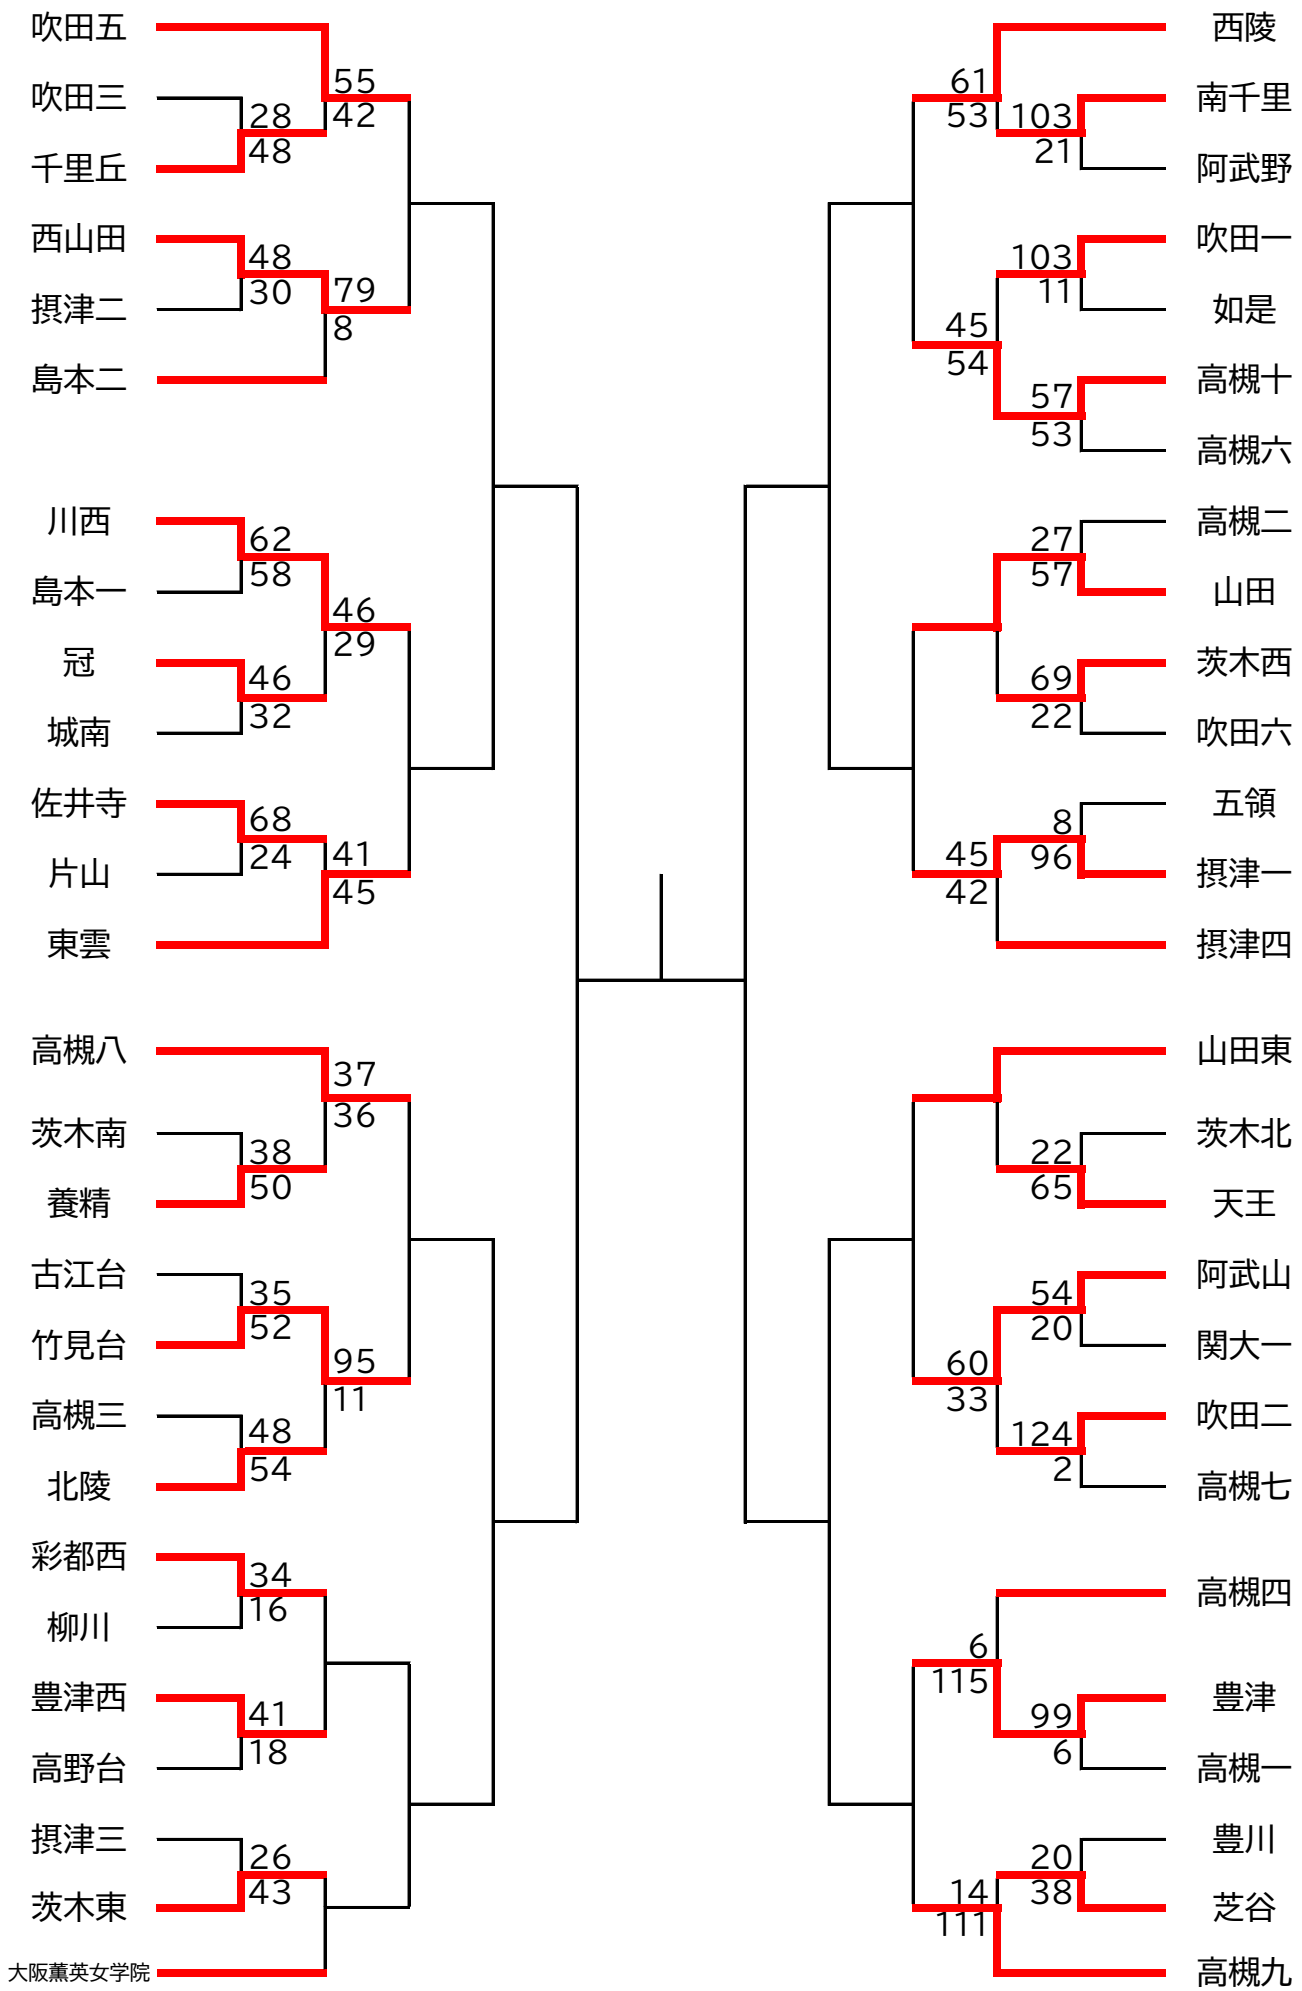 吹田五
吹田三
千里丘
西山田
摂津二
島本二
川西
島本一
冠
城南
佐井寺
片山
東雲
高槻八
茨木南
養精
古江台
竹見台
高槻三
北陵
彩都西
柳川
豊津西
高野台
摂津三
茨木東
大阪薫英女学院
28
48
48
30
62
58
46
32
68
24
38
50
35
52
48
54
34
16
41
18
26
43
55
42
79
8
46
29
41
45
37
36
95
11
61
53
45
54
45
42
60
33
6
115
14
111
103
21
103
11
57
53
27
57
69
22
8
96
22
65
54
20
124
2
99
6
20
38
西陵
南千里
阿武野
吹田一
如是
高槻十
高槻六
高槻二
山田
茨木西
吹田六
五領
摂津一
摂津四
山田東
茨木北
天王
阿武山
関大一
吹田二
高槻七
高槻四
豊津
高槻一
豊川
芝谷
高槻九